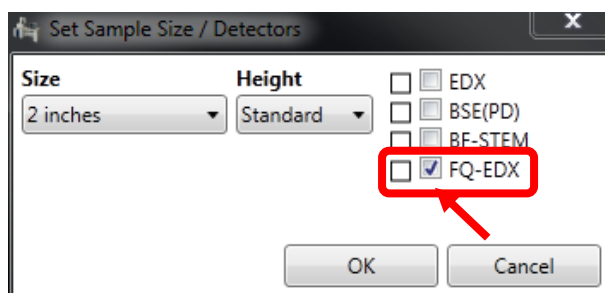 Set Sample Size / Detectors
x
Size
Height
2 inches
Standard
EDX
BSE(PD)
BF-STEM
FQ-EDX
OK
Cancel